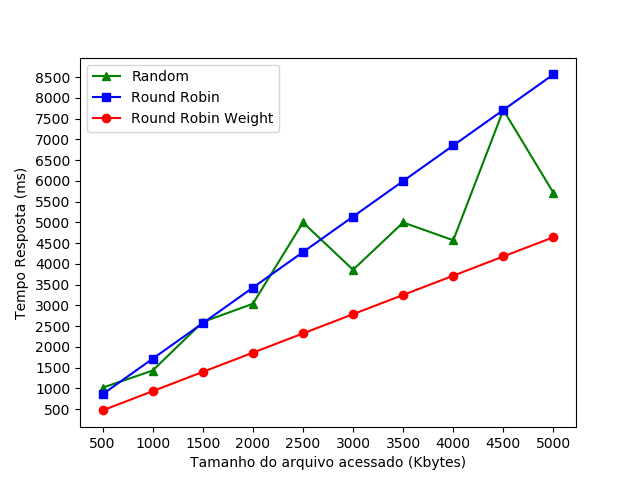 Random
Round Robin
Round Robin Weight
Tempo Resposta (ms)
8500
8000
7500
7000
6500
6000
5500
5000
4500
4000
3500
3000
2500
2000
1500
1000
500
500 1000 1500 2000 2500 3000 3500 4000 4500 5000
Tamanho do arquivo acessado (Kbytes)